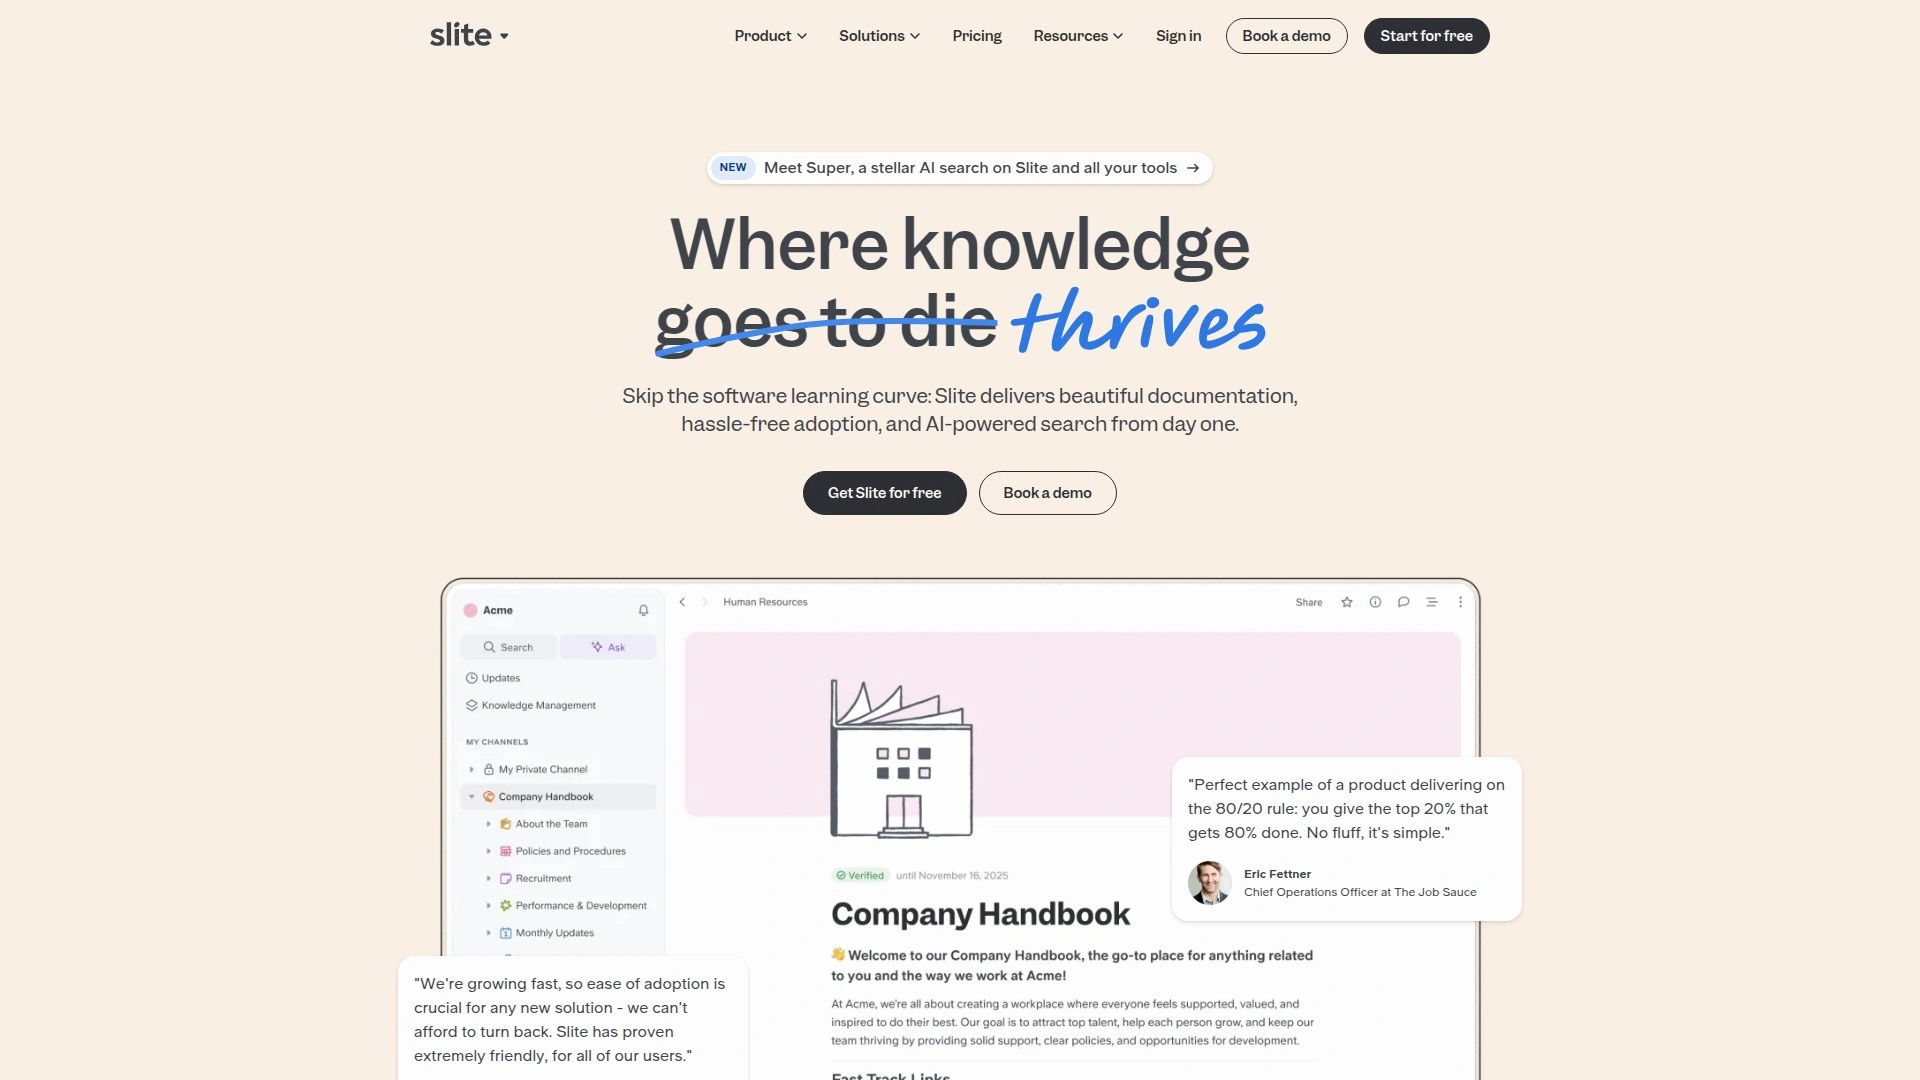 slite
Product
Solutions
Pricing
Resources
Sign in
Book a demo
Start for free
NEW
Meet Super, a stellar AI search on Slite and all your tools →
Where knowledge
goes to die thrives
Skip the software learning curve: Slite delivers beautiful documentation,
hassle-free adoption, and AI-powered search from day one.
Get Slite for free
Book a demo
Acme
Search
Ask
Updates
Knowledge Management
MY CHANNELS
My Private Channel
Company Handbook
About the Team
Policies and Procedures
Recruitment
Performance & Development
Monthly Updates
Human Resources
Share
Verified
until November 16, 2025
Company Handbook
👋 Welcome to our Company Handbook, the go-to place for anything related
to you and the way we work at Acme!
At Acme, we're all about creating a workplace where everyone feels supported, valued, and
inspired to do their best. Our goal is to attract top talent, help each person grow, and keep our
team thriving by providing solid support, clear policies, and opportunities for development.
Fast Track Links
"Perfect example of a product delivering on
the 80/20 rule: you give the top 20% that
gets 80% done. No fluff, it's simple."
Eric Fettner
Chief Operations Officer at The Job Sauce
"We're growing fast, so ease of adoption is
crucial for any new solution - we can't
afford to turn back. Slite has proven
extremely friendly, for all of our users."